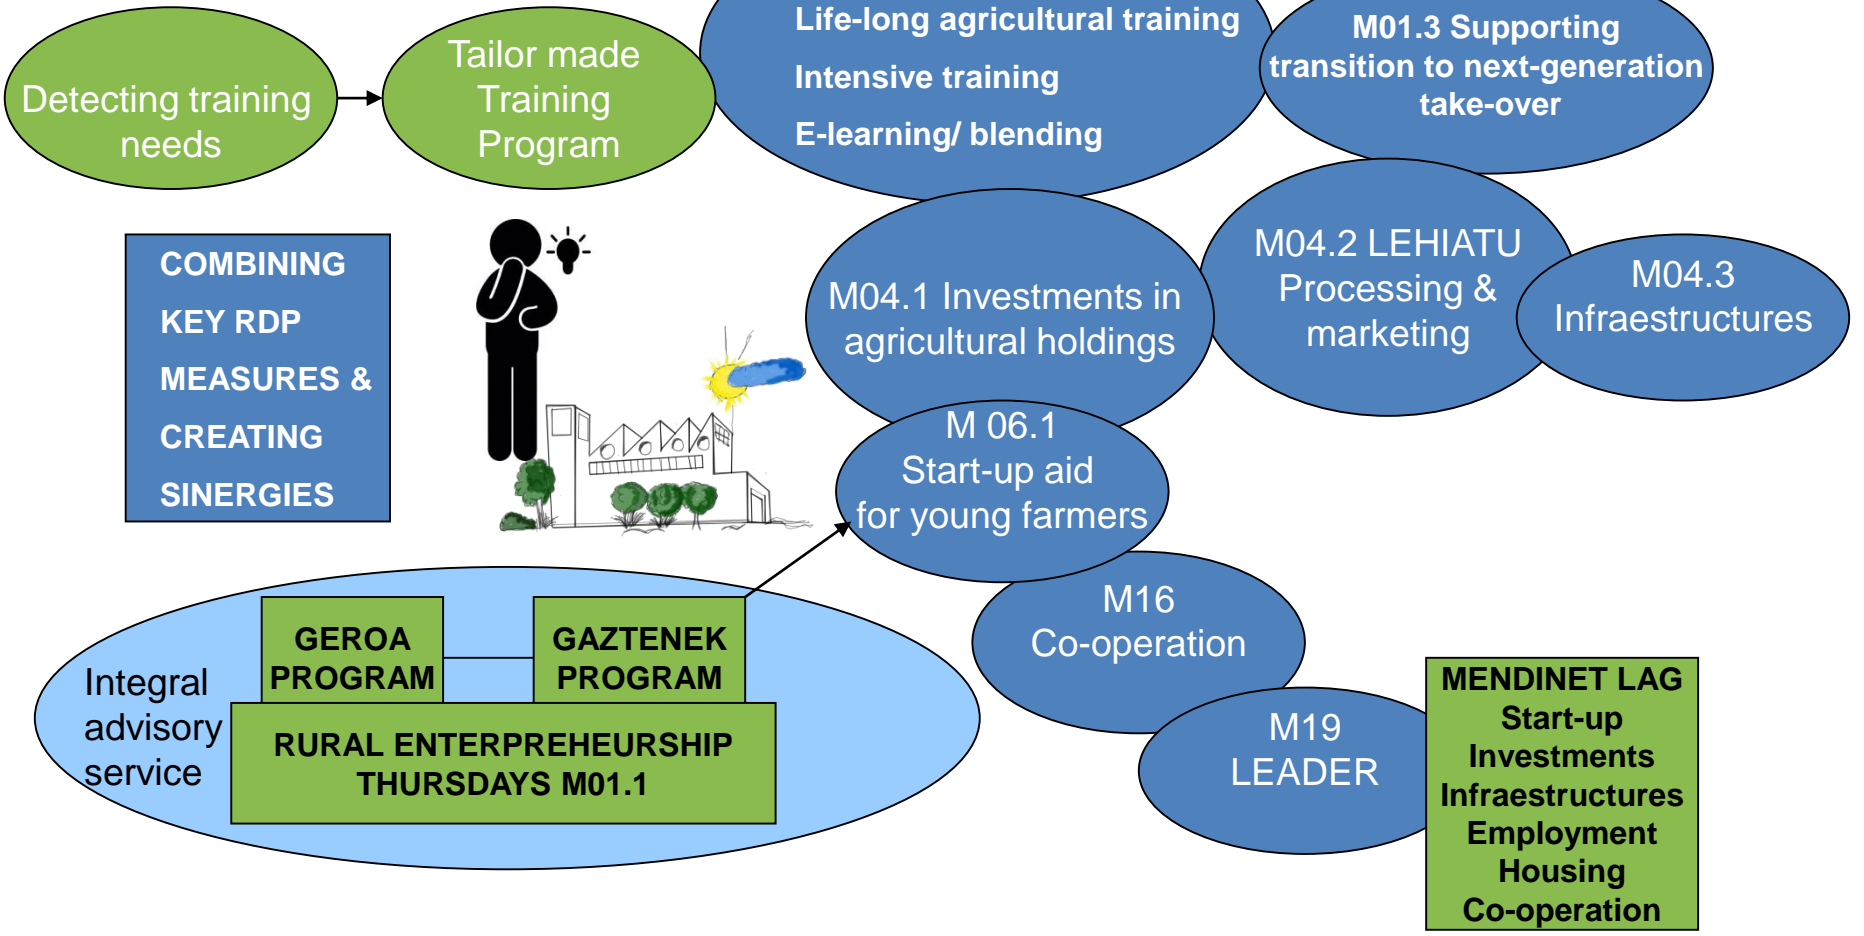 Detecting training
needs
Tailor made
Training
Program
Life-long agricultural training
Intensive training
E-learning/ blending
M01.3 Supporting
transition to next-generation
take-over
COMBINING
KEY RDP
MEASURES &
CREATING
SINERGIES
M04.1 Investments in
agricultural holdings
M04.2 LEHIATU
Processing &
marketing
M04.3
Infraestructures
M 06.1
Start-up aid
for young farmers
M16
Co-operation
M19
LEADER
MENDINET LAG
Start-up
Investments
Infraestructures
Employment
Housing
Co-operation
Integral
advisory
service
GEROA
PROGRAM
GAZTENEK
PROGRAM
RURAL ENTERPREHEURSHIP
THURSDAYS M01.1